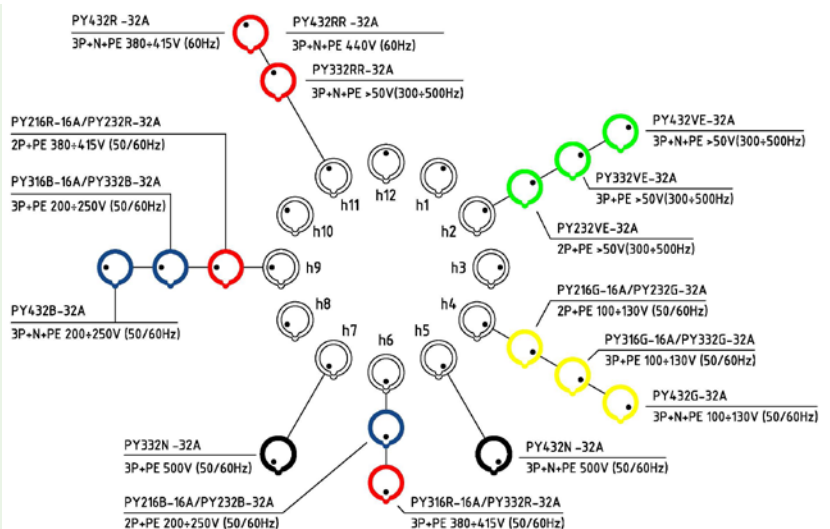 PY432R -32A
3P+N+PE 380÷415V (60Hz)
PY432RR -32A
3P+N+PE 440V (60Hz)
PY332RR-32A
3P+N+PE >50V(300÷500Hz)
PY216R-16A/PY232R-32A
2P+PE 380÷415V (50/60Hz)
PY316B-16A/PY332B-32A
3P+PE 200÷250V (50/60Hz)
PY432B-32A
3P+N+PE 200÷250V (50/60Hz)
PY432VE-32A
3P+N+PE >50V(300÷500Hz)
PY332VE-32A
3P+PE >50V(300÷500Hz)
PY232VE-32A
2P+PE >50V(300÷500Hz)
h12
h1
h2
h3
h4
h5
h6
h7
h8
h9
h10
h11
PY216G-16A/PY232G-32A
2P+PE 100÷130V (50/60Hz)
PY316G-16A/PY332G-32A
3P+PE 100÷130V (50/60Hz)
PY432G-32A
3P+N+PE 100÷130V (50/60Hz)
PY332N -32A
3P+PE 500V (50/60Hz)
PY432N -32A
3P+N+PE 500V (50/60Hz)
PY216B-16A/PY232B-32A
2P+PE 200÷250V (50/60Hz)
PY316R-16A/PY332R-32A
3P+PE 380÷415V (50/60Hz)